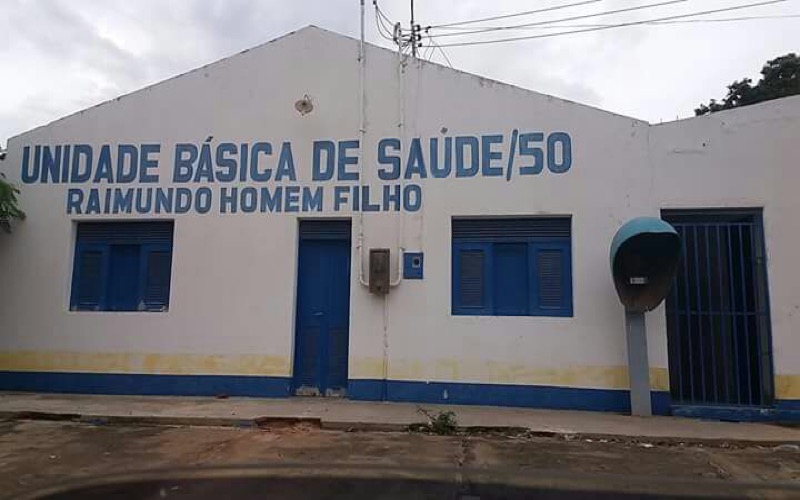 UNIDADE BÁSICA DE SAÚDE/50
RAIMUNDO HOMEM FILHO